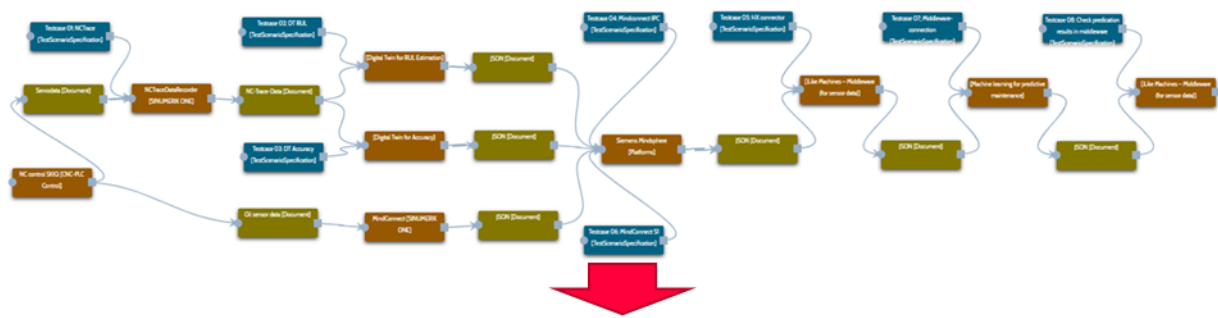 Testcase 01: NCTrace
[TestScenarioSpecification]
Testcase 02: DT RUL
[TestScenarioSpecification]
Testcase 04: Mindconnect IPC
[TestScenarioSpecification]
Testcase 05: MX connector
[TestScenarioSpecification]
Testcase 07: Middleware-
connection
[TestScenarioSpecification]
Testcase 08: Check predication
results in middleware
[TestScenarioSpecification]
[Digital Twin for RUL Estimation]
JSON [Document]
Servodata [Document]
NCTraceDataRecorder
[SINUMERIK ONE]
NC-Trace-Data [Document]
[iLike Machines – Middleware
(for sensor data)]
[Machine learning for predictive
maintenance]
[iLike Machines – Middleware
(for sensor data)]
Testcase 03: DT Accuracy
[TestScenarioSpecification]
[Digital Twin for Accuracy]
JSON [Document]
Siemens Mindsphere
[Platforms]
JSON [Document]
JSON [Document]
JSON [Document]
NC control SKIQ [CNC-PLC
Control]
Oil sensor data [Document]
MindConnect [SINUMERIK
ONE]
JSON [Document]
Testcase 06: MindConnect S1
[TestScenarioSpecification]